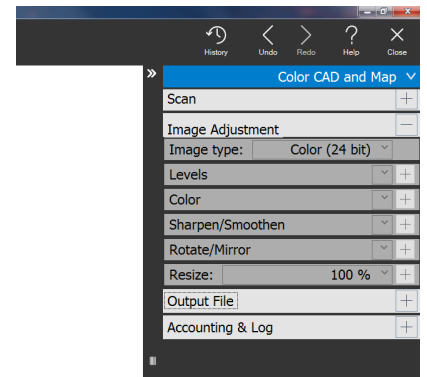 History Undo Redo Help Close
Color CAD and Map
Scan
Image Adjustment
Image type: Color (24 bit)
Levels
Color
Sharpen/Smoothen
Rotate/Mirror
Resize: 100 %
Output File
Accounting & Log